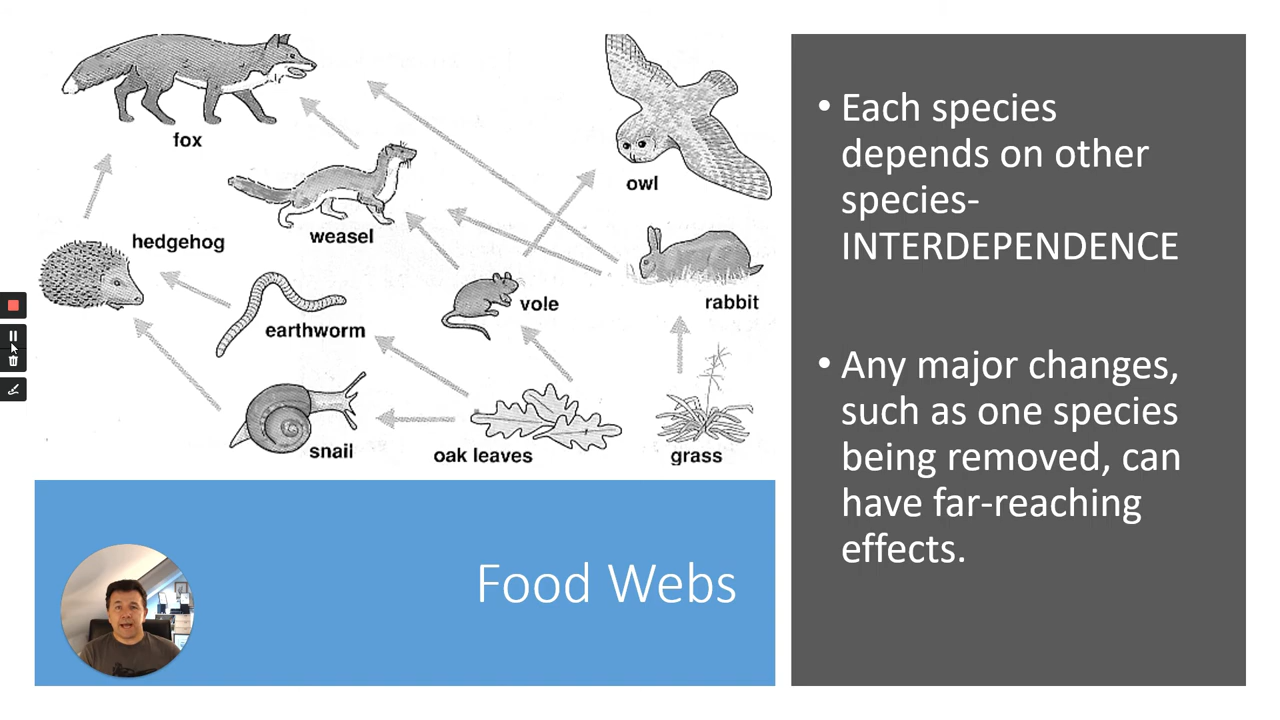 fox
owl
weasel
hedgehog
vole
rabbit
earthworm
snail
oak leaves
grass
Food Webs
• Each species
depends on other
species-
INTERDEPENDENCE
• Any major changes,
such as one species
being removed, can
have far-reaching
effects.